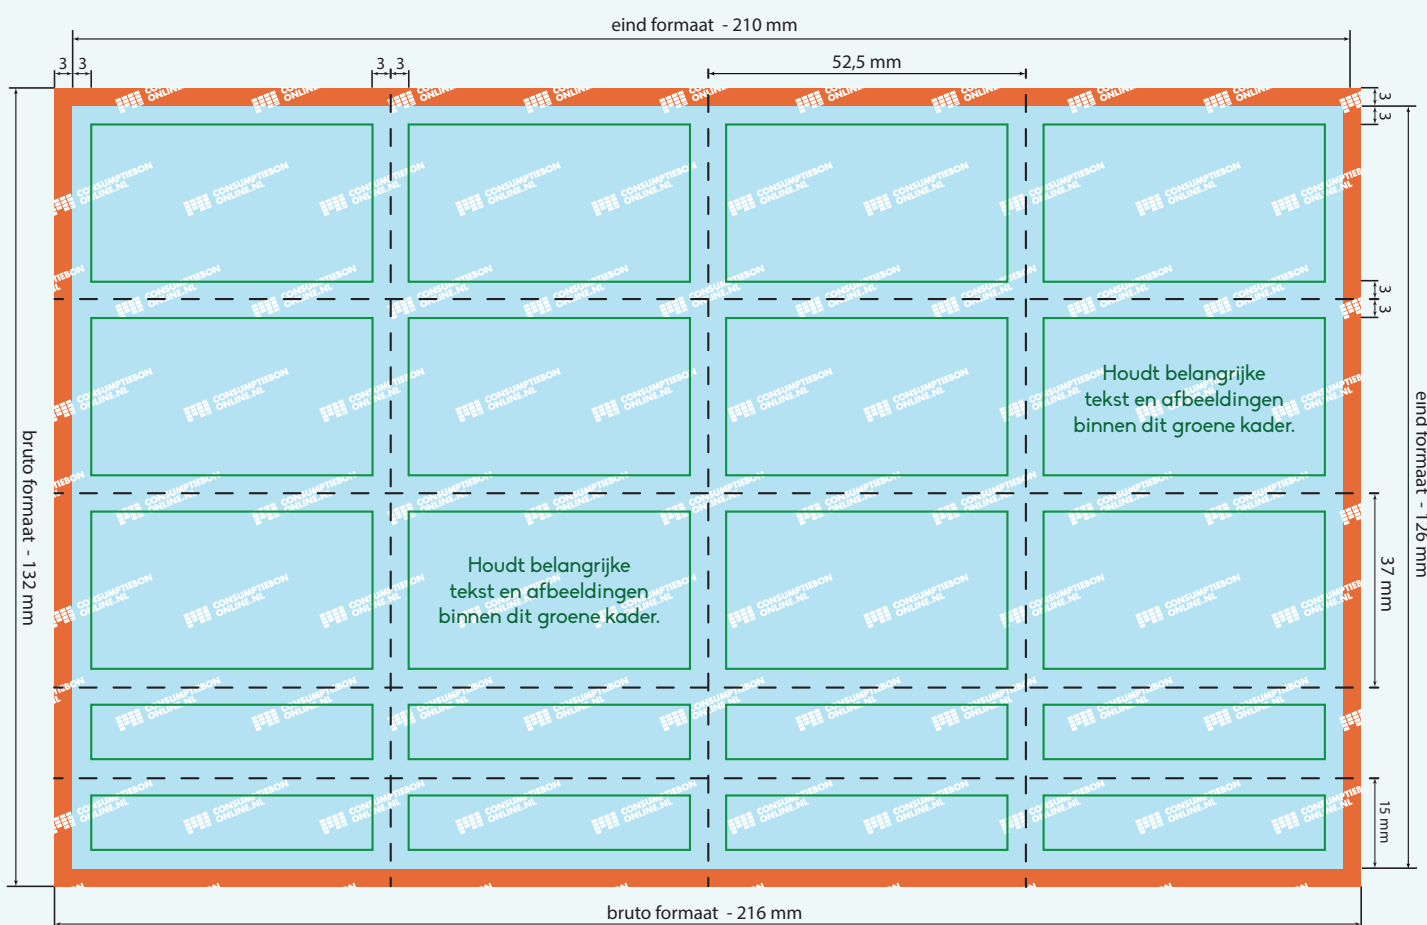 eind formaat - 210 mm
3
3
3
3
52,5 mm
3
3
CONSUMPTIEBON
ONLINE.NL
3
3
Houdt belangrijke
tekst en afbeeldingen
binnen dit groene kader.
eind formaat - 126 mm
bruto formaat - 132 mm
37 mm
Houdt belangrijke
tekst en afbeeldingen
binnen dit groene kader.
15 mm
bruto formaat - 216 mm